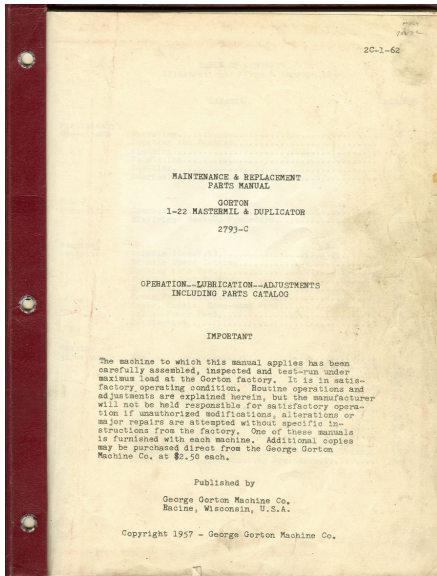 2C-1-62
MAINTENANCE & REPLACEMENT
PARTS MANUAL
GORTON
1-22 MASTERMIL & DUPLICATOR
2793-C
OPERATION--LUBRICATION--ADJUSTMENTS
INCLUDING PARTS CATALOG
IMPORTANT
The machine to which this manual applies has been
carefully assembled, inspected and test-run under
maximum load at the Gorton factory. It is in satis-
factory operating condition. Routine operations and
adjustments are explained herein, but the manufacturer
will not be held responsible for satisfactory opera-
tion if unauthorized modifications, alterations or
major repairs are attempted without specific in-
structions from the factory. One of these manuals
is furnished with each machine. Additional copies
may be purchased direct from the George Gorton
Machine Co. at $2.50 each.
Published by
George Gorton Machine Co.
Racine, Wisconsin, U.S.A.
Copyright 1957 - George Gorton Machine Co.